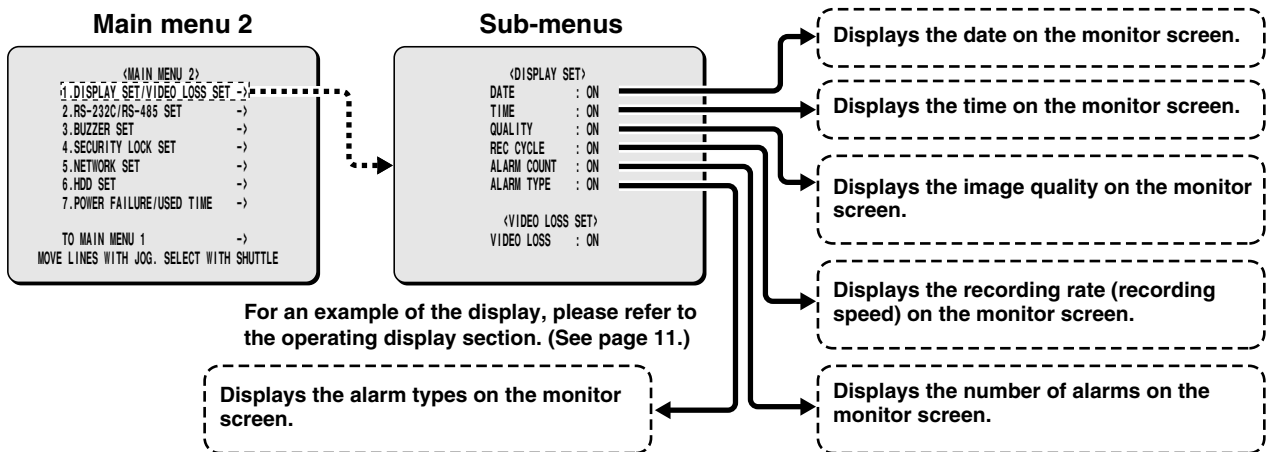 Main menu 2
<MAIN MENU 2>
1.DISPLAY SET/VIDEO LOSS SET ->
2.RS-232C/RS-485 SET ->
3.BUZZER SET ->
4.SECURITY LOCK SET ->
5.NETWORK SET ->
6.HDD SET ->
7.POWER FAILURE/USED TIME ->
TO MAIN MENU 1 ->
MOVE LINES WITH JOG. SELECT WITH SHUTTLE
Sub-menus
<DISPLAY SET>
DATE : ON
TIME : ON
QUALITY : ON
REC CYCLE : ON
ALARM COUNT : ON
ALARM TYPE : ON
<VIDEO LOSS SET>
VIDEO LOSS : ON
For an example of the display, please refer to
the operating display section. (See page 11.)
Displays the date on the monitor screen.
Displays the time on the monitor screen.
Displays the image quality on the monitor
screen.
Displays the recording rate (recording
speed) on the monitor screen.
Displays the number of alarms on the
monitor screen.
Displays the alarm types on the monitor
screen.